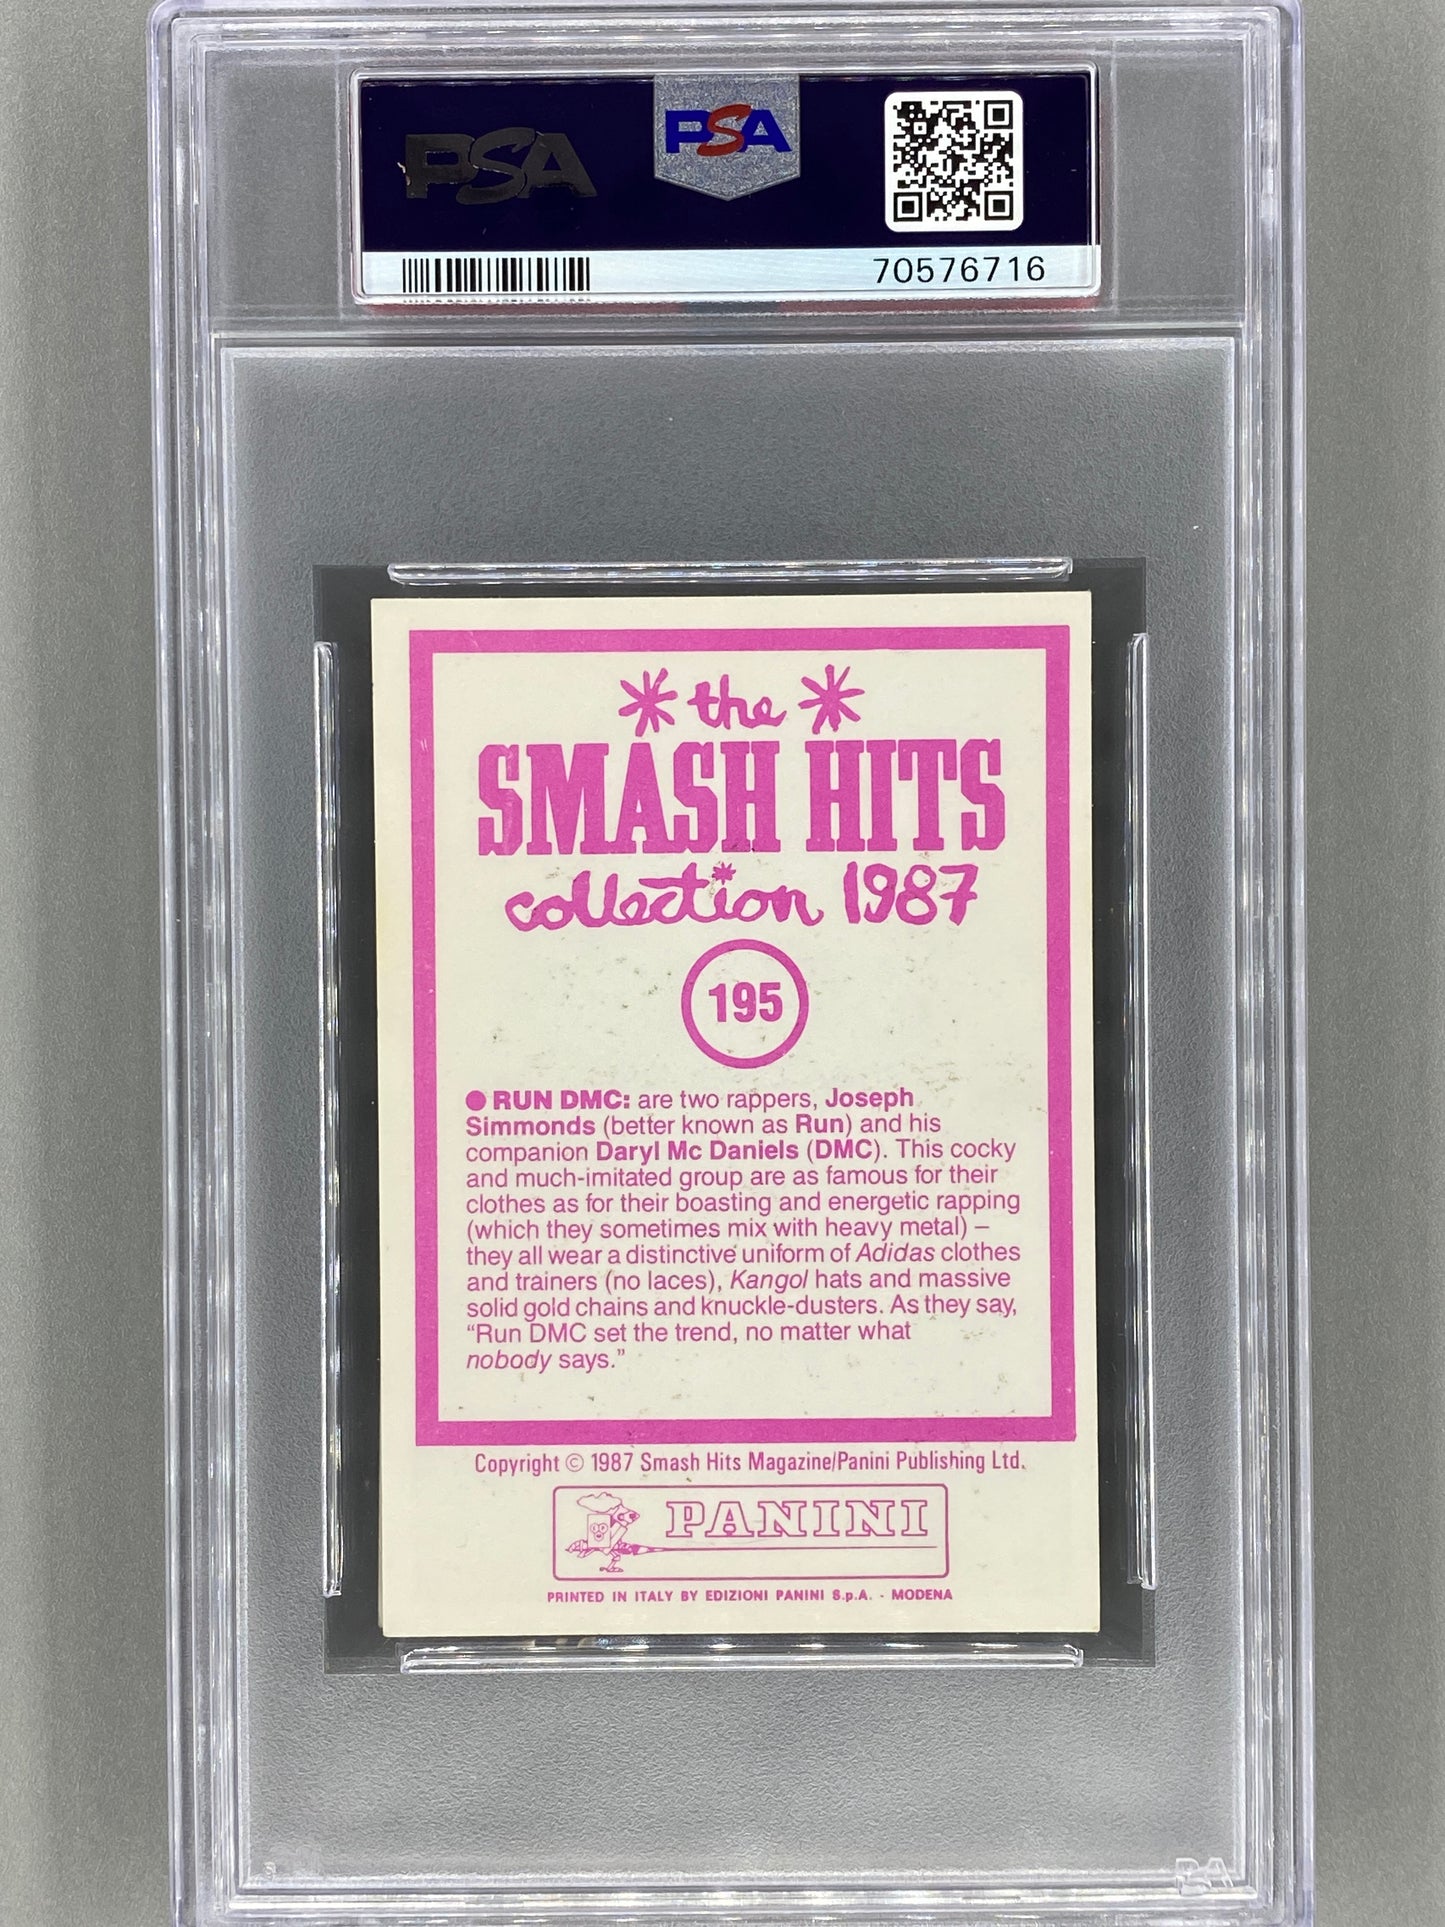 PSA
PSA
70576716
the
SMASH HITS
collection 1987
195
● RUN DMC: are two rappers, Joseph
Simmonds (better known as Run) and his
companion Daryl Mc Daniels (DMC). This cocky
and much-imitated group are as famous for their
clothes as for their boasting and energetic rapping
(which they sometimes mix with heavy metal) –
they all wear a distinctive uniform of Adidas clothes
and trainers (no laces), Kangol hats and massive
solid gold chains and knuckle-dusters. As they say,
“Run DMC set the trend, no matter what
nobody says.”
Copyright © 1987 Smash Hits Magazine/Panini Publishing Ltd.
PANINI
PRINTED IN ITALY BY EDIZIONI PANINI S.p.A. - MODENA